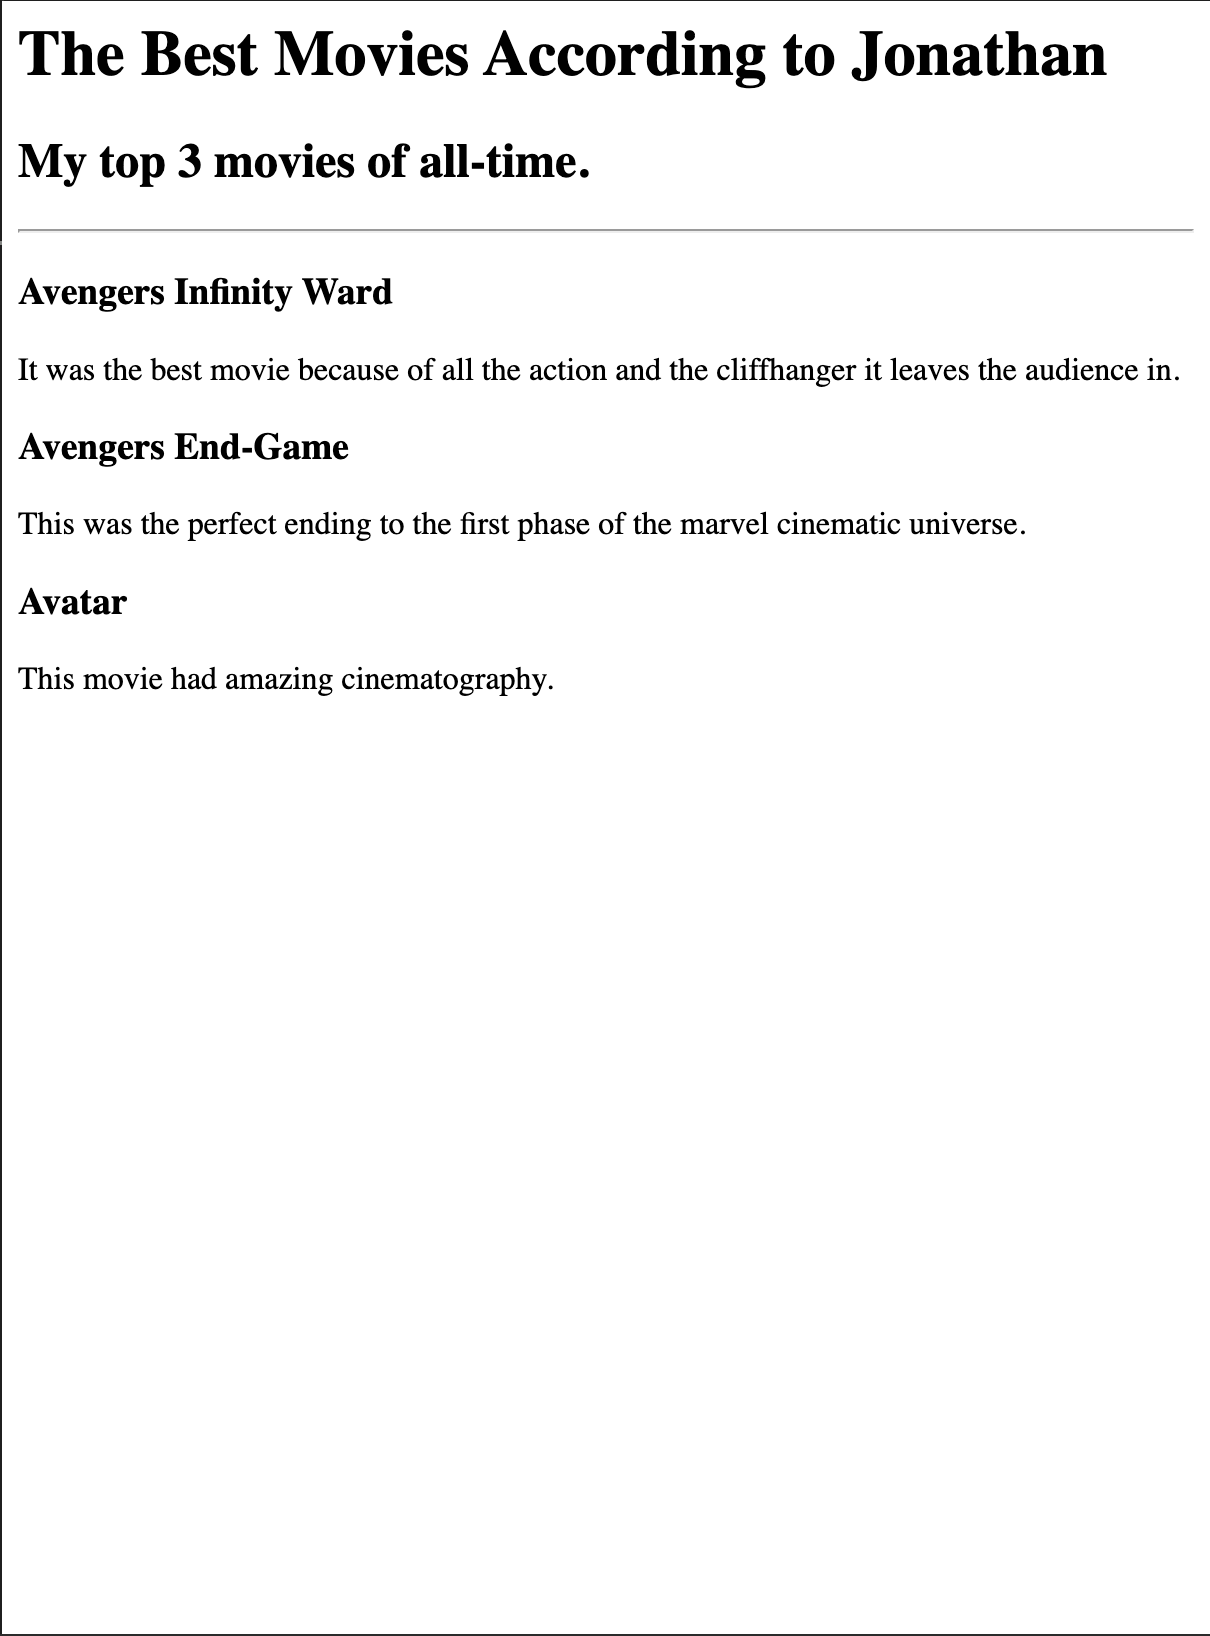 The Best Movies According to Jonathan
My top 3 movies of all-time.
Avengers Infinity Ward
It was the best movie because of all the action and the cliffhanger it leaves the audience in.
Avengers End-Game
This was the perfect ending to the first phase of the marvel cinematic universe.
Avatar
This movie had amazing cinematography.